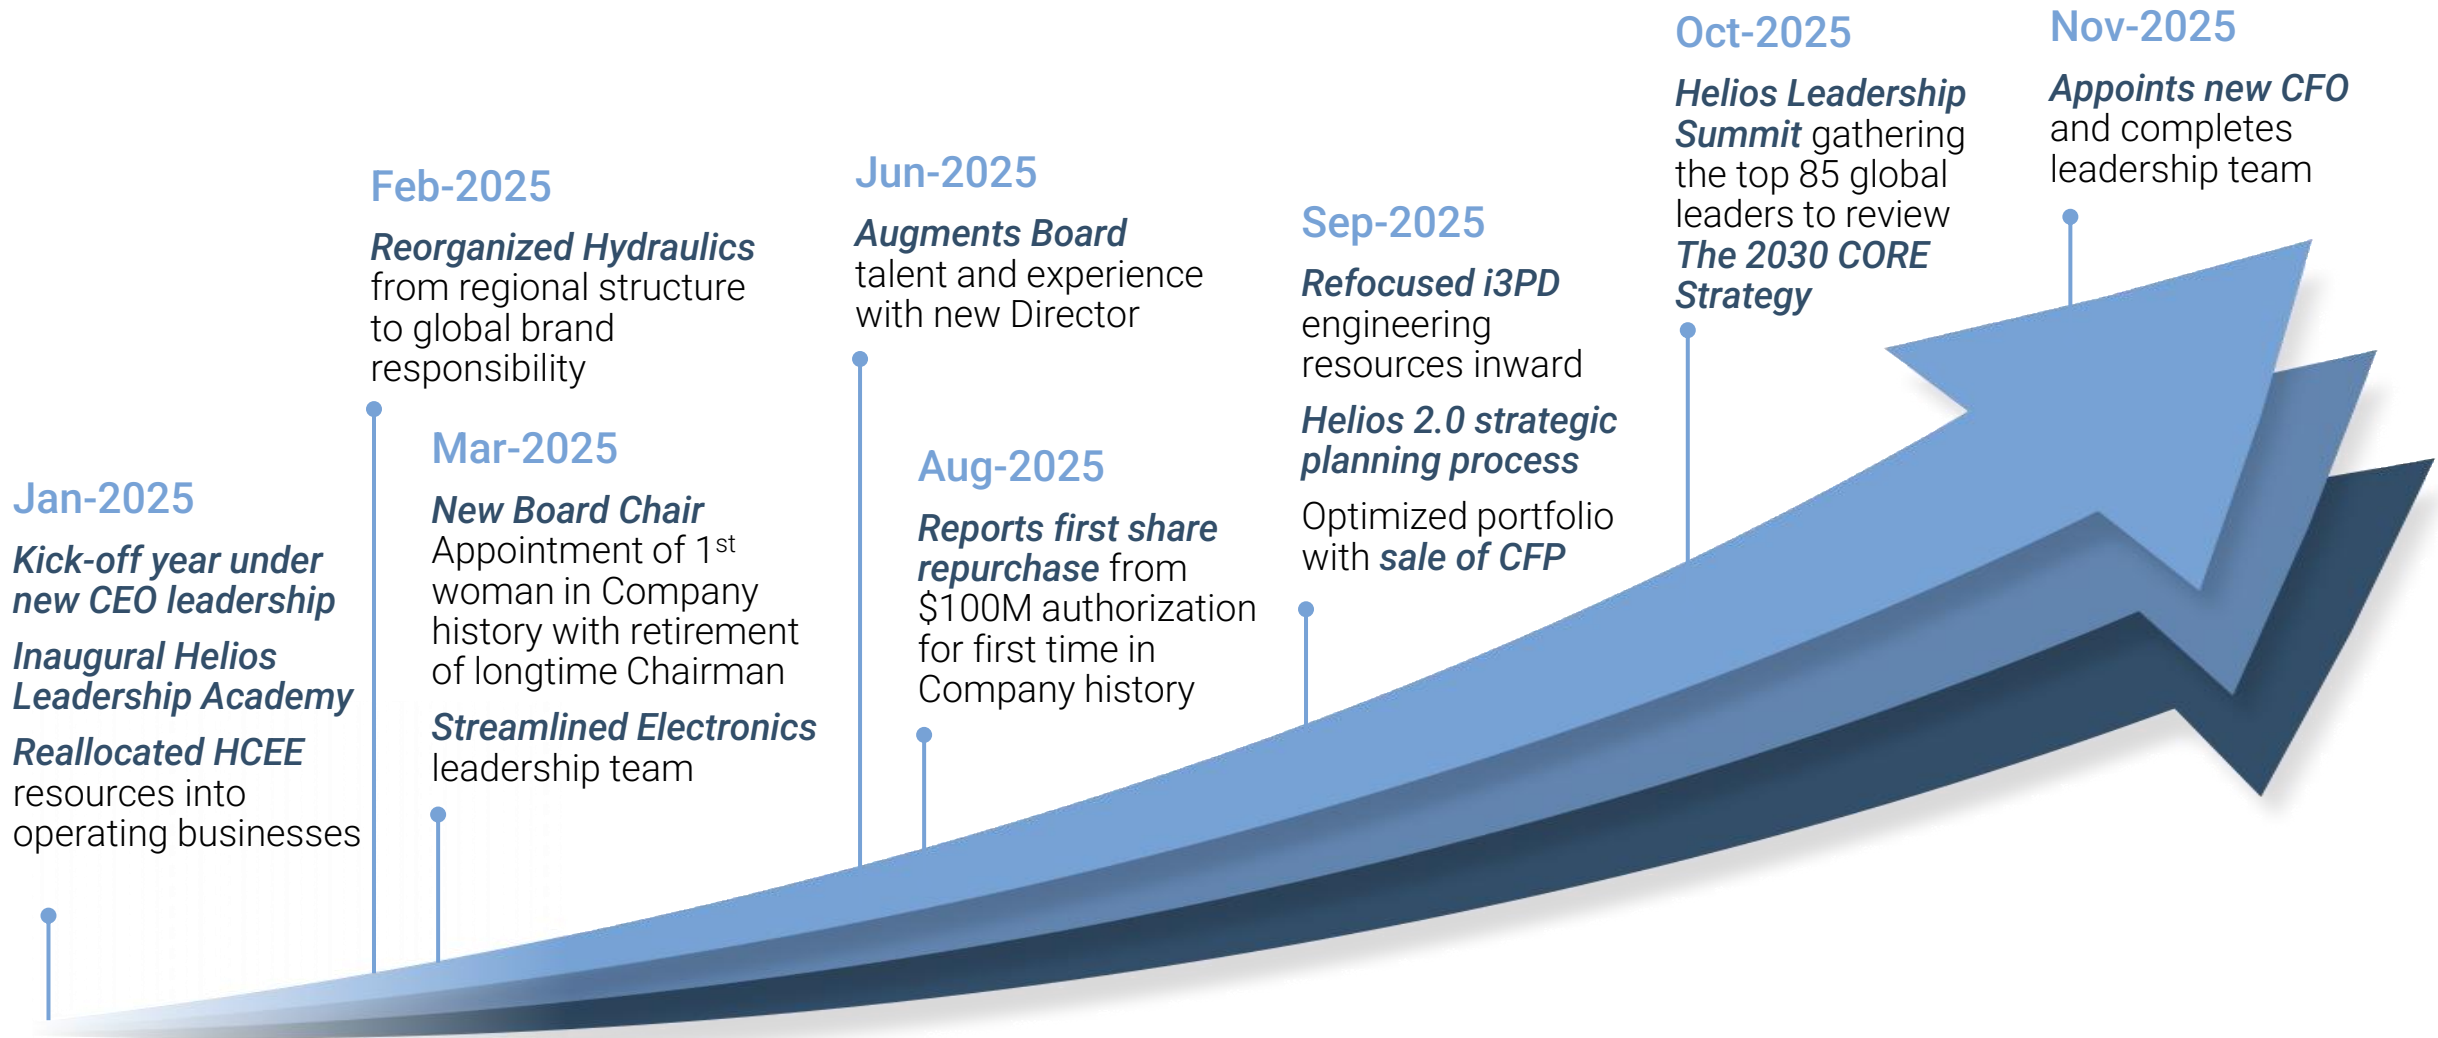 Jan-2025
Kick-off year under
new CEO leadership
Inaugural Helios
Leadership Academy
Reallocated HCEE
resources into
operating businesses
Feb-2025
Reorganized Hydraulics
from regional structure
to global brand
responsibility
Mar-2025
New Board Chair
Appointment of 1st
woman in Company
history with retirement
of longtime Chairman
Streamlined Electronics
leadership team
Jun-2025
Augments Board
talent and experience
with new Director
Aug-2025
Reports first share
repurchase from
$100M authorization
for first time in
Company history
Sep-2025
Refocused i3PD
engineering
resources inward
Helios 2.0 strategic
planning process
Optimized portfolio
with sale of CFP
Oct-2025
Helios Leadership
Summit gathering
the top 85 global
leaders to review
The 2030 CORE
Strategy
Nov-2025
Appoints new CFO
and completes
leadership team